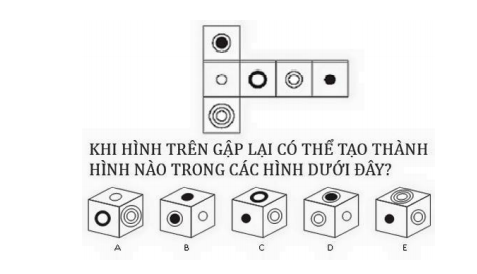 KHI HÌNH TRÊN GẬP LẠI CÓ THỂ TẠO THÀNH
HÌNH NÀO TRONG CÁC HÌNH DƯỚI ĐÂY?
A B C D E